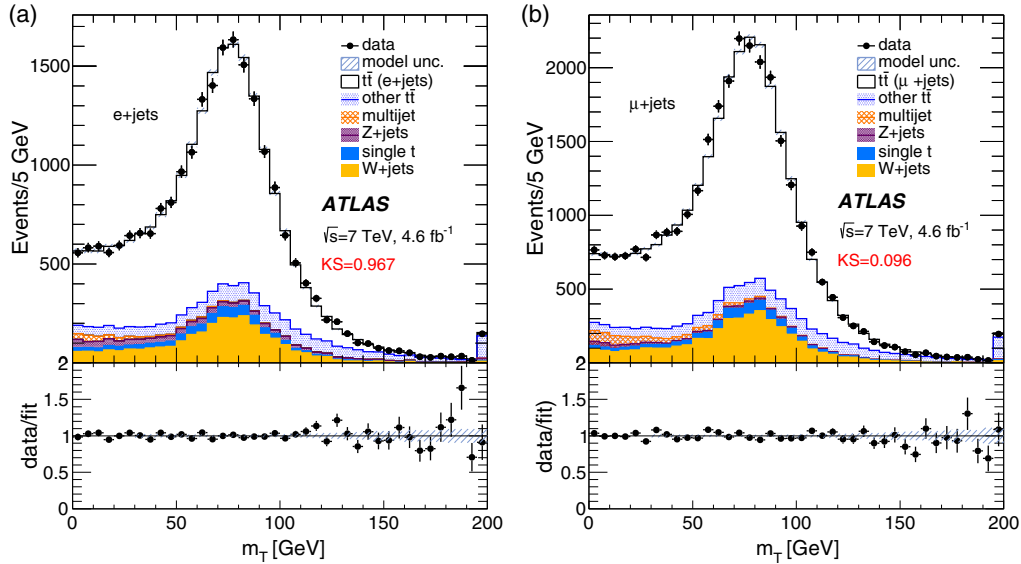 (a)
Events/5 GeV
1500
1000
500
data
model unc.
tt̄ (e+jets)
other tt̄
multijet
Z+jets
single t
W+jets
e+jets
ATLAS
√s=7 TeV, 4.6 fb⁻¹
KS=0.967
data/fit
2
1.5
1
0.5
0
0 50 100 150 200
m_T [GeV]
(b)
Events/5 GeV
2000
1500
1000
500
data
model unc.
tt̄ (μ +jets)
other tt̄
multijet
Z+jets
single t
W+jets
μ+jets
ATLAS
√s=7 TeV, 4.6 fb⁻¹
KS=0.096
data/fit)
2
1.5
1
0.5
0
0 50 100 150 200
m_T [GeV]